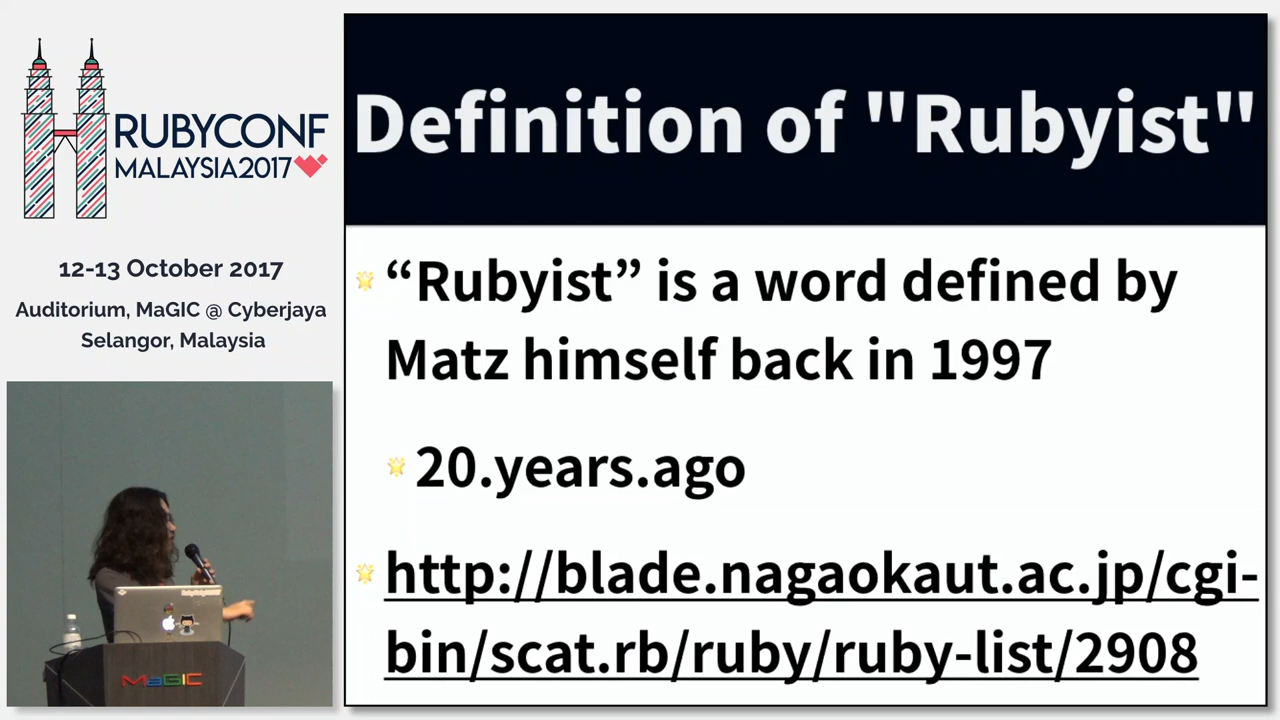 RUBYCONF
MALAYSIA2017
12-13 October 2017
Auditorium, MaGIC @ Cyberjaya
Selangor, Malaysia
MaGIC
Definition of "Rubyist"
“Rubyist” is a word defined by
Matz himself back in 1997
20.years.ago
http://blade.nagaokaut.ac.jp/cgi-
bin/scat.rb/ruby/ruby-list/2908